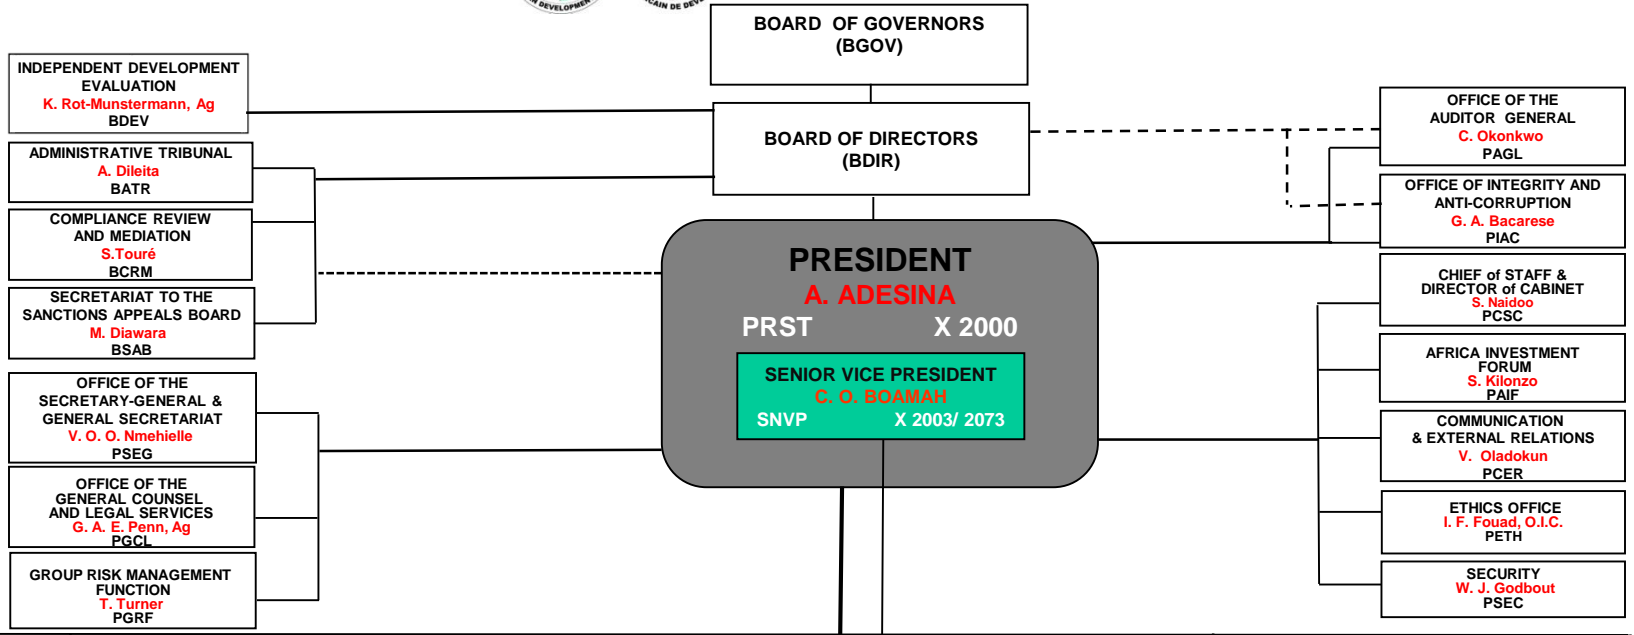 AIN DE DEV
N DEVELOPMEN
BOARD OF GOVERNORS
(BGOV)
BOARD OF DIRECTORS
(BDIR)
INDEPENDENT DEVELOPMENT
EVALUATION
K. Rot-Munstermann, Ag
BDEV
ADMINISTRATIVE TRIBUNAL
A. Dileita
BATR
COMPLIANCE REVIEW
AND MEDIATION
S.Touré
BCRM
SECRETARIAT TO THE
SANCTIONS APPEALS BOARD
M. Diawara
BSAB
OFFICE OF THE
SECRETARY-GENERAL &
GENERAL SECRETARIAT
V. O. O. Nmehielle
PSEG
OFFICE OF THE
GENERAL COUNSEL
AND LEGAL SERVICES
G. A. E. Penn, Ag
PGCL
GROUP RISK MANAGEMENT
FUNCTION
T. Turner
PGRF
PRESIDENT
A. ADESINA
PRST X 2000
SENIOR VICE PRESIDENT
C. O. BOAMAH
SNVP X 2003/ 2073
OFFICE OF THE
AUDITOR GENERAL
C. Okonkwo
PAGL
OFFICE OF INTEGRITY AND
ANTI-CORRUPTION
G. A. Bacarese
PIAC
CHIEF of STAFF &
DIRECTOR of CABINET
S. Naidoo
PCSC
AFRICA INVESTMENT
FORUM
S. Kilonzo
PAIF
COMMUNICATION
& EXTERNAL RELATIONS
V. Oladokun
PCER
ETHICS OFFICE
I. F. Fouad, O.I.C.
PETH
SECURITY
W. J. Godbout
PSEC